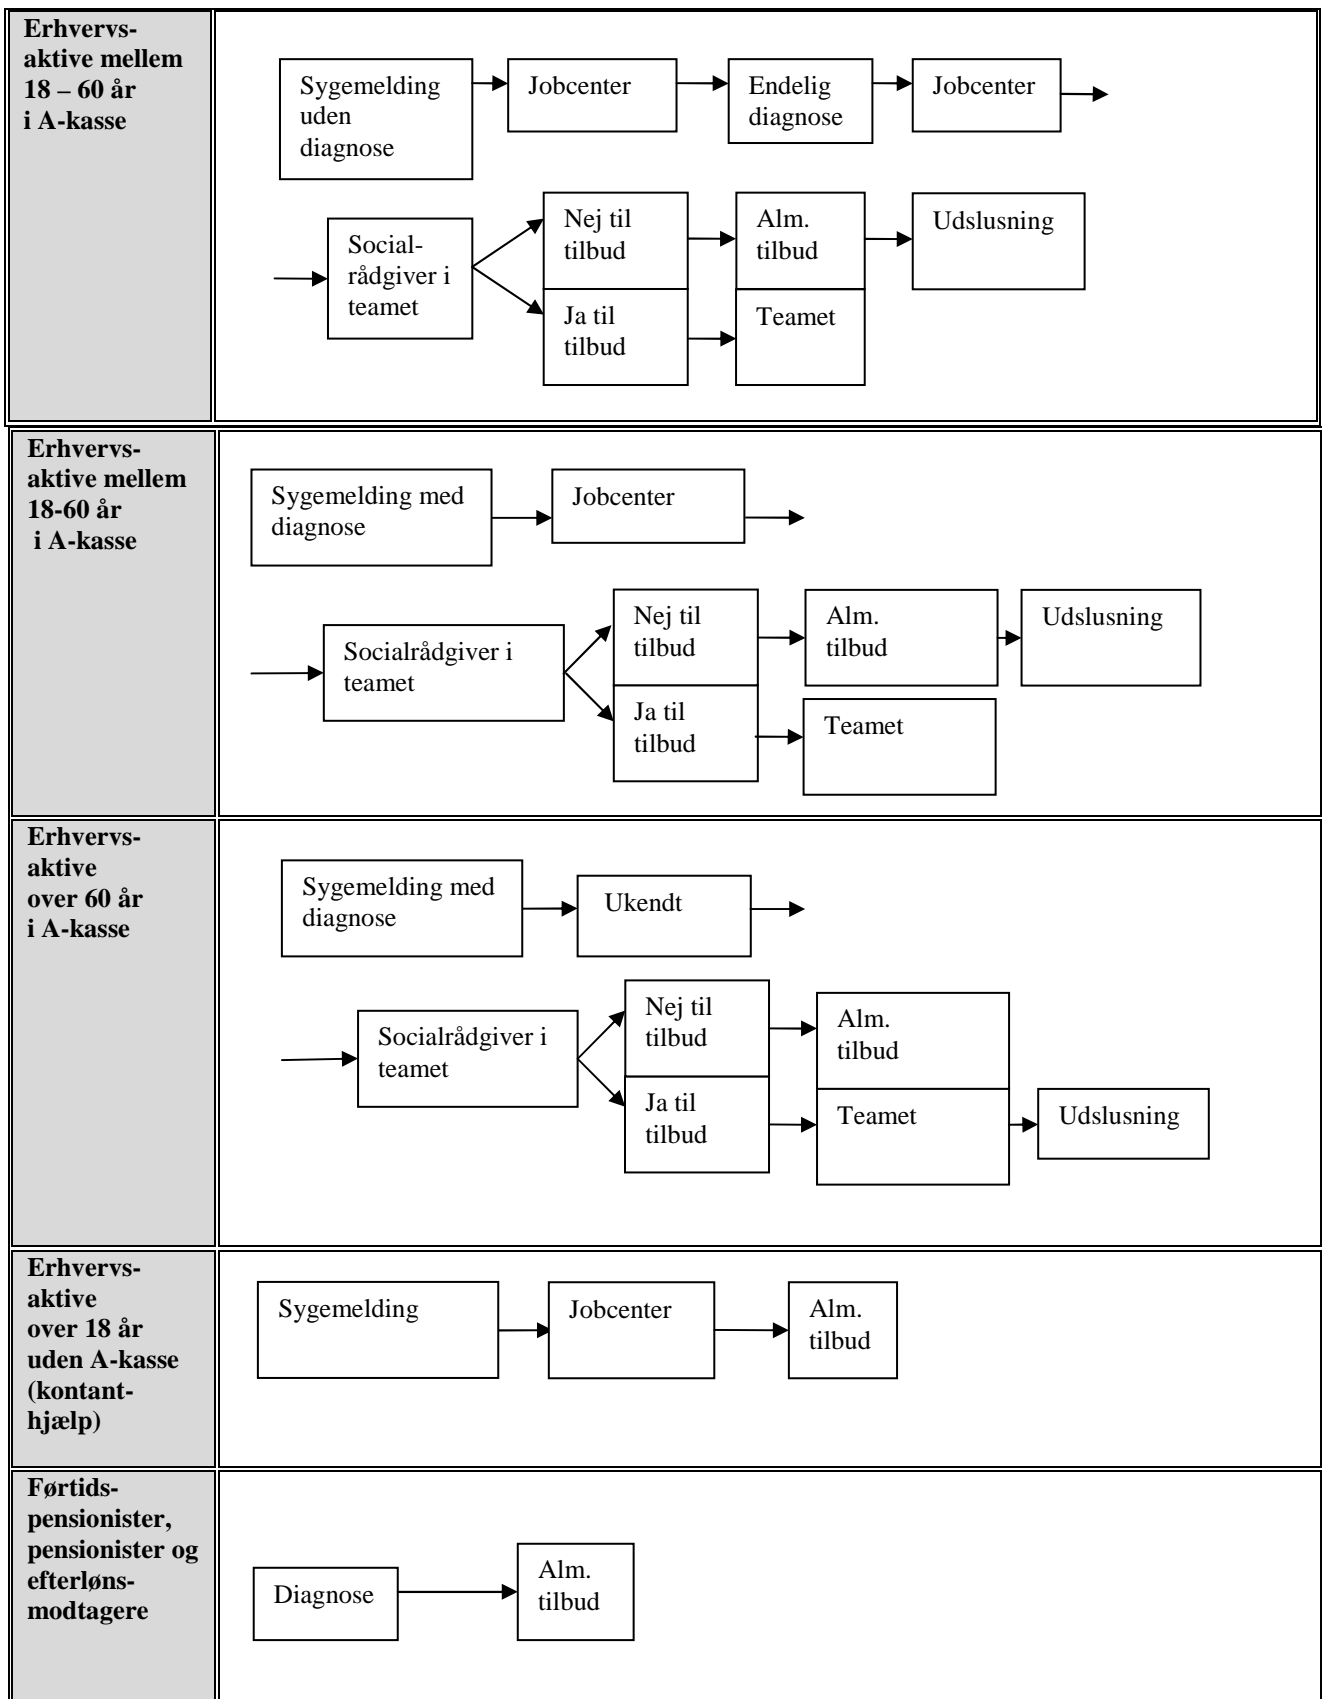 Erhvervs-
aktive mellem
18 – 60 år
i A-kasse
Sygemelding
uden
diagnose
Jobcenter
Endelig
diagnose
Jobcenter
Social-
rådgiver i
teamet
Nej til
tilbud
Ja til
tilbud
Alm.
tilbud
Teamet
Udslusning
Erhvervs-
aktive mellem
18-60 år
i A-kasse
Sygemelding med
diagnose
Jobcenter
Socialrådgiver i
teamet
Nej til
tilbud
Ja til
tilbud
Alm.
tilbud
Teamet
Udslusning
Erhvervs-
aktive
over 60 år
i A-kasse
Sygemelding med
diagnose
Ukendt
Socialrådgiver i
teamet
Nej til
tilbud
Ja til
tilbud
Alm.
tilbud
Teamet
Udslusning
Erhvervs-
aktive
over 18 år
uden A-kasse
(kontant-
hjælp)
Sygemelding
Jobcenter
Alm.
tilbud
Førtids-
pensionister,
pensionister og
efterløns-
modtagere
Diagnose
Alm.
tilbud